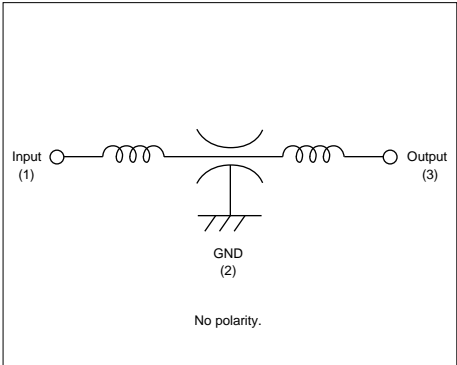 Input
(1)
Output
(3)
GND
(2)
No polarity.